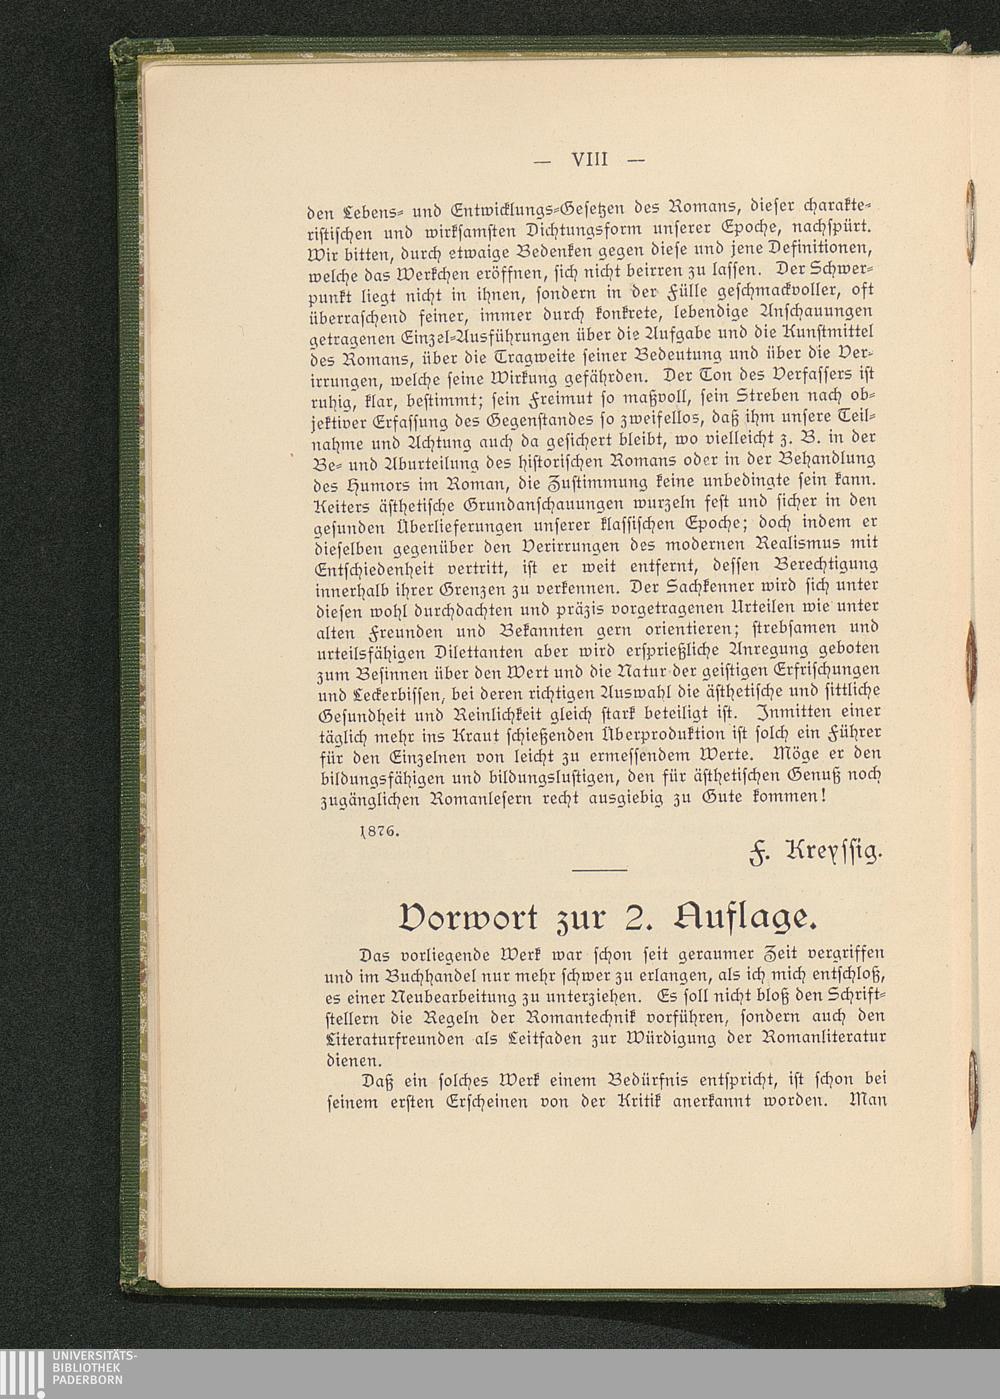 — VIII —
den Lebens- und Entwicklungs-Gesetzen des Romans, dieser charakte-
ristischen und wirksamsten Dichtungsform unserer Epoche, nachspürt.
Wir bitten, durch etwaige Bedenken gegen diese und jene Definitionen,
welche das Werkchen eröffnen, sich nicht beirren zu lassen. Der Schwer-
punkt liegt nicht in ihnen, sondern in der Fülle geschmackvoller, oft
überraschend feiner, immer durch konkrete, lebendige Anschauungen
getragenen Einzel-Ausführungen über die Aufgabe und die Kunstmittel
des Romans, über die Tragweite seiner Bedeutung und über die Ver-
irrungen, welche seine Wirkung gefährden. Der Ton des Verfassers ist
ruhig, klar, bestimmt; sein Freimut so maßvoll, sein Streben nach ob-
jektiver Erfassung des Gegenstandes so zweifellos, daß ihm unsere Teil-
nahme und Achtung auch da gesichert bleibt, wo vielleicht z. B. in der
Be- und Aburteilung des historischen Romans oder in der Behandlung
des Humors im Roman, die Zustimmung keine unbedingte sein kann.
Keiters ästhetische Grundanschauungen wurzeln fest und sicher in den
gesunden Überlieferungen unserer klassischen Epoche; doch indem er
dieselben gegenüber den Verirrungen des modernen Realismus mit
Entschiedenheit vertritt, ist er weit entfernt, dessen Berechtigung
innerhalb ihrer Grenzen zu verkennen. Der Sachkenner wird sich unter
diesen wohl durchdachten und präzis vorgetragenen Urteilen wie unter
alten Freunden und Bekannten gern orientieren; strebsamen und
urteilsfähigen Dilettanten aber wird ersprießliche Anregung geboten
zum Besinnen über den Wert und die Natur der geistigen Erfrischungen
und Leckerbissen, bei deren richtigen Auswahl die ästhetische und sittliche
Gesundheit und Reinlichkeit gleich stark beteiligt ist. Inmitten einer
täglich mehr ins Kraut schießenden Überproduktion ist solch ein Führer
für den Einzelnen von leicht zu ermessendem Werte. Möge er den
bildungsfähigen und bildungslustigen, den für ästhetischen Genuß noch
zugänglichen Romanlesern recht ausgiebig zu Gute kommen!
1876.
F. Kreyssig.
Vorwort zur 2. Auflage.
Das vorliegende Werk war schon seit geraumer Zeit vergriffen
und im Buchhandel nur mehr schwer zu erlangen, als ich mich entschloß,
es einer Neubearbeitung zu unterziehen. Es soll nicht bloß den Schrift-
stellern die Regeln der Romantechnik vorführen, sondern auch den
Literaturfreunden als Leitfaden zur Würdigung der Romanliteratur
dienen.
Daß ein solches Werk einem Bedürfnis entspricht, ist schon bei
seinem ersten Erscheinen von der Kritik anerkannt worden. Man
UNIVERSITÄTS-
BIBLIOTHEK
PADERBORN